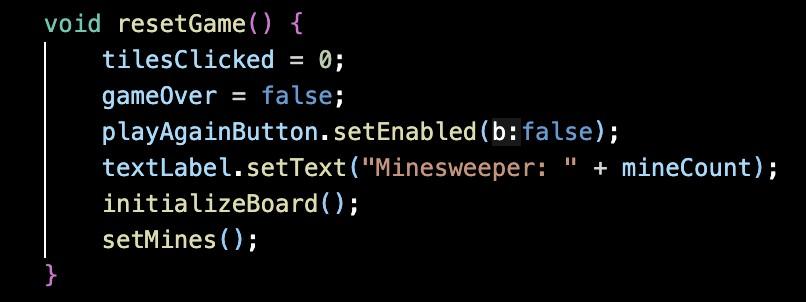 void resetGame() {
tilesClicked = 0;
gameOver = false;
playAgainButton.setEnabled(b:false);
textLabel.setText("Minesweeper: " + mineCount);
initializeBoard();
setMines();
}